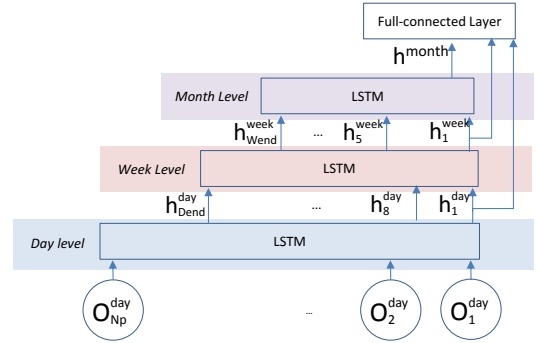 Full-connected Layer
h^month
Month Level
LSTM
h^week_Wend
...
h^week_5
h^week_1
Week Level
LSTM
h^day_Dend
...
h^day_8
h^day_1
Day level
LSTM
O^day_Np
...
O^day_2
O^day_1